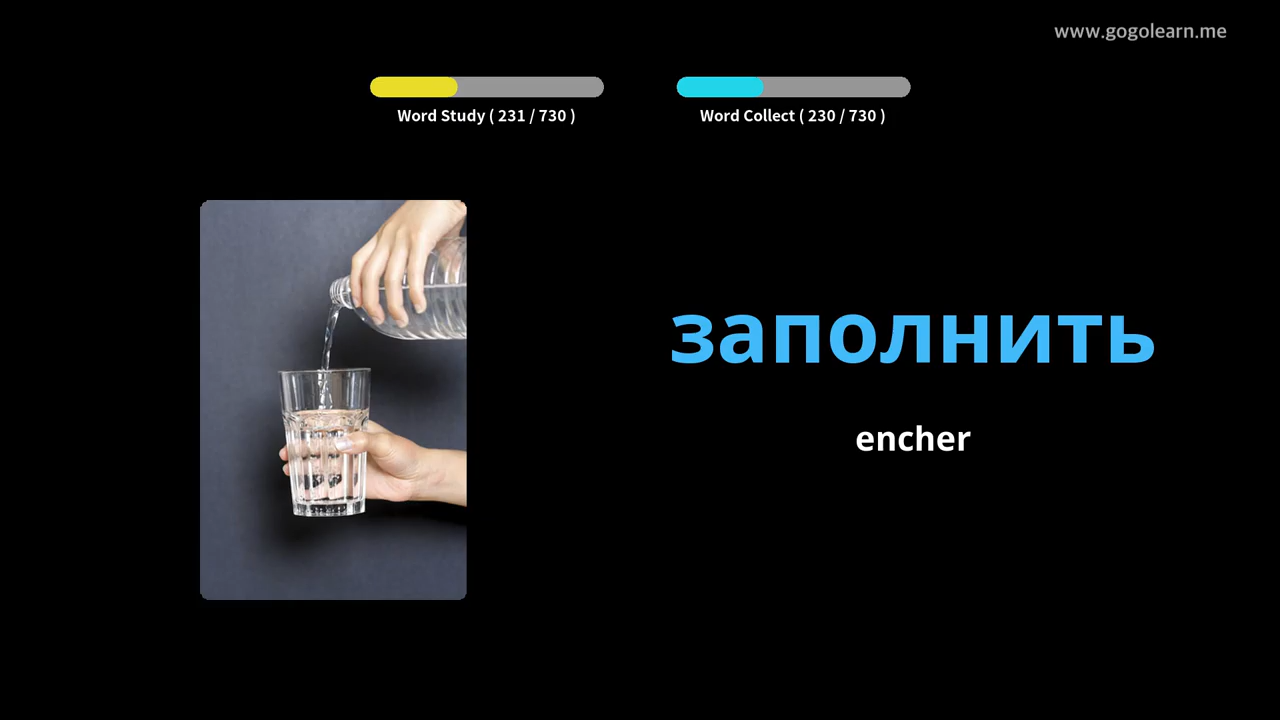 www.gogolearn.me
Word Study ( 231 / 730 )
Word Collect ( 230 / 730 )
заполнить
encher